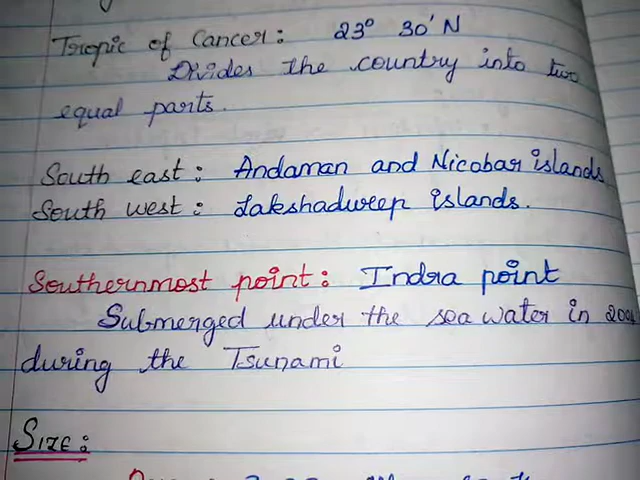 Tropic of Cancer: 23° 30' N
Divides the country into two
equal parts.
South east: Andaman and Nicobar islands
South west: Lakshadweep islands.
Southernmost point: Indra point
Submerged under the sea water in 2004
during the Tsunami
Size: